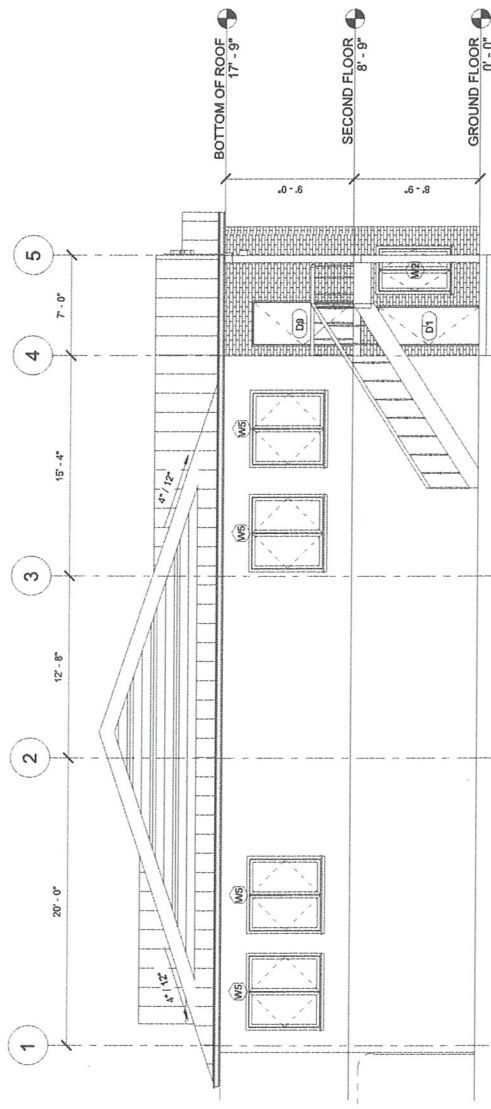 1
2
3
4
5
20' - 0"
12' - 8"
15' - 4"
7' - 0"
4" / 12"
4" / 12"
BOTTOM OF ROOF
17' - 9"
9' - 0"
SECOND FLOOR
8' - 9"
8' - 9"
GROUND FLOOR
0' - 0"
W5
W5
W5
W5
D9
W2
D1